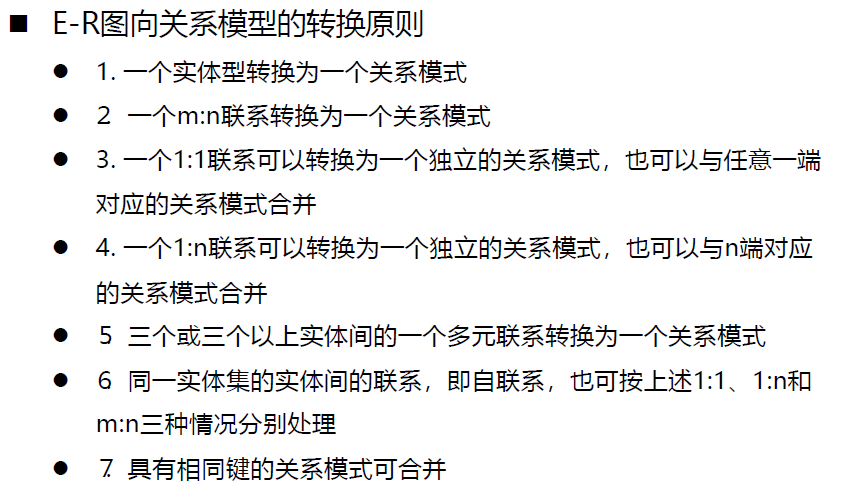 ■ E-R图向关系模型的转换原则
● 1. 一个实体型转换为一个关系模式
● 2. 一个m:n联系转换为一个关系模式
● 3. 一个1:1联系可以转换为一个独立的关系模式，也可以与任意一端
对应的关系模式合并
● 4. 一个1:n联系可以转换为一个独立的关系模式，也可以与n端对应
的关系模式合并
● 5. 三个或三个以上实体间的一个多元联系转换为一个关系模式
● 6. 同一实体集的实体间的联系，即自联系，也可按上述1:1、1:n和
m:n三种情况分别处理
● 7. 具有相同键的关系模式可合并